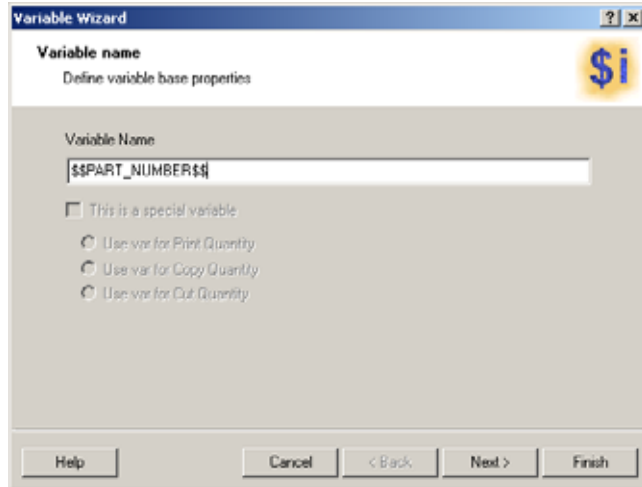 Variable Wizard
Variable name
Define variable base properties
$i
Variable Name
$$PART_NUMBER$$
This is a special variable
Use var for Print Quantity
Use var for Copy Quantity
Use var for Cut Quantity
Help Cancel < Back Next > Finish